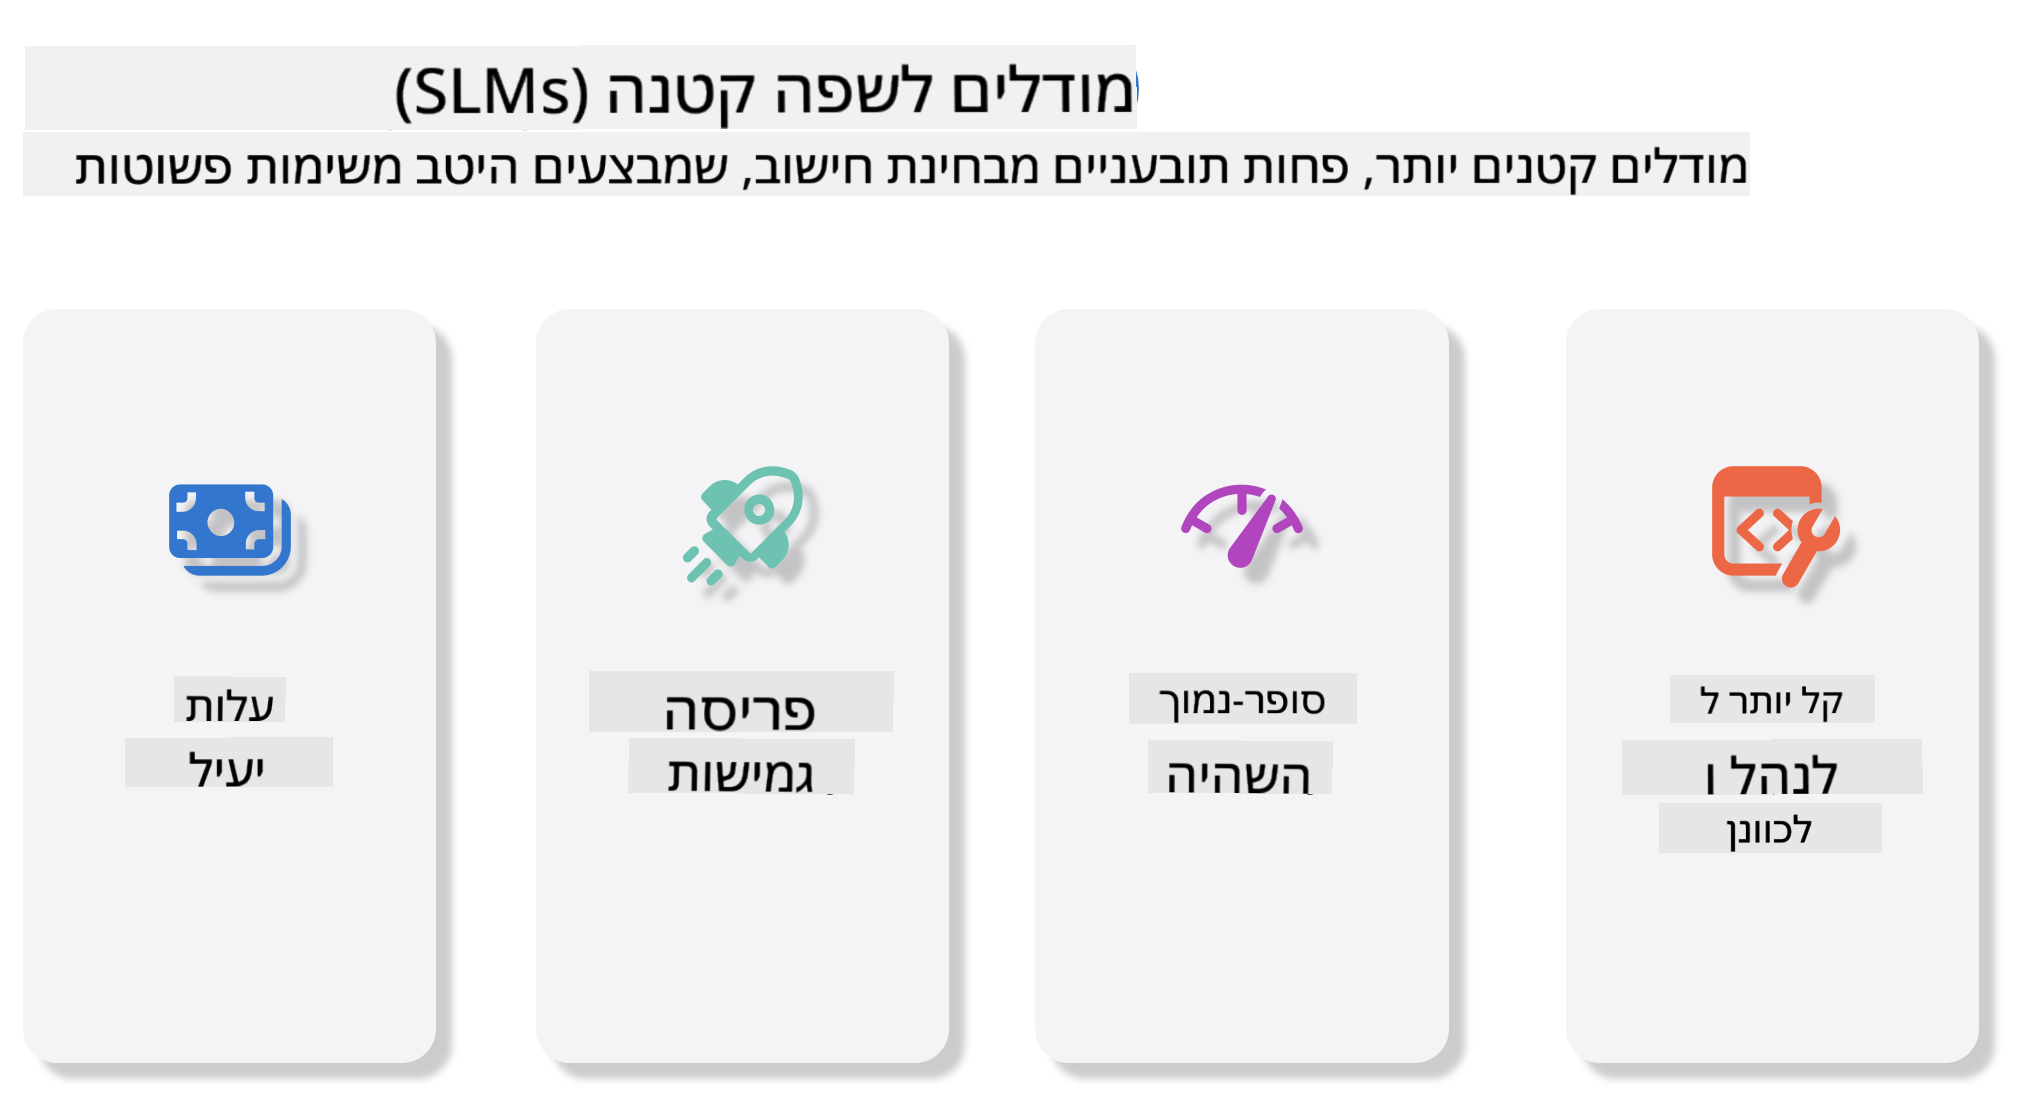 מודלים לשפה קטנה (SLMs)
מודלים קטנים יותר, פחות תובעניים מבחינת חישוב, שמבצעים היטב משימות פשוטות
עלות
יעיל
פריסה
גמישות
סופר-נמוך
השהיה
קל יותר ל
לנהל ו
לכוונן